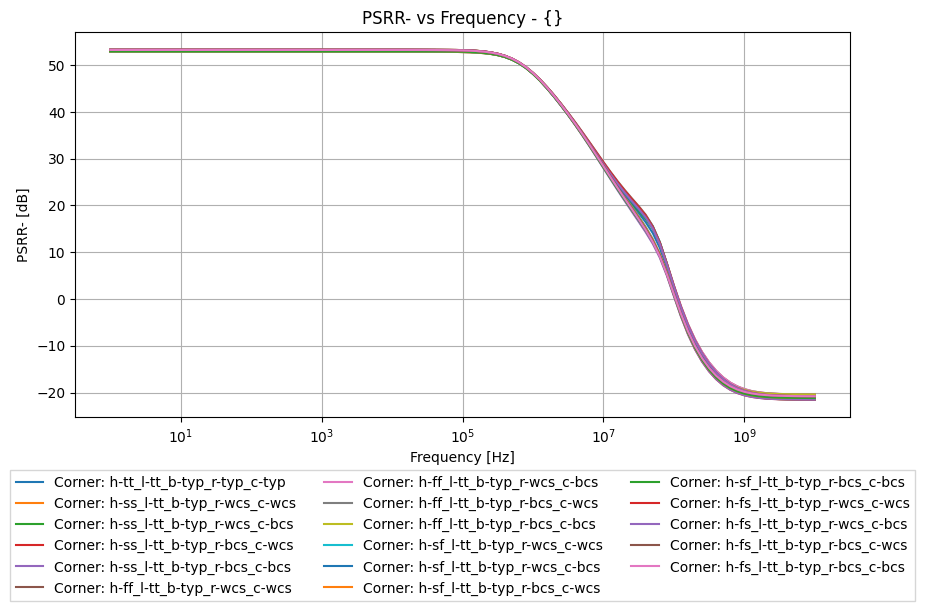 PSRR- vs Frequency - {}
PSRR- [dB]
50
40
30
20
10
0
−10
−20
10^1
10^3
10^5
10^7
10^9
Frequency [Hz]
Corner: h-tt_l-tt_b-typ_r-typ_c-typ
Corner: h-ss_l-tt_b-typ_r-wcs_c-wcs
Corner: h-ss_l-tt_b-typ_r-wcs_c-bcs
Corner: h-ss_l-tt_b-typ_r-bcs_c-wcs
Corner: h-ss_l-tt_b-typ_r-bcs_c-bcs
Corner: h-ff_l-tt_b-typ_r-wcs_c-wcs
Corner: h-ff_l-tt_b-typ_r-wcs_c-bcs
Corner: h-ff_l-tt_b-typ_r-bcs_c-wcs
Corner: h-ff_l-tt_b-typ_r-bcs_c-bcs
Corner: h-sf_l-tt_b-typ_r-wcs_c-wcs
Corner: h-sf_l-tt_b-typ_r-wcs_c-bcs
Corner: h-sf_l-tt_b-typ_r-bcs_c-wcs
Corner: h-sf_l-tt_b-typ_r-bcs_c-bcs
Corner: h-fs_l-tt_b-typ_r-wcs_c-wcs
Corner: h-fs_l-tt_b-typ_r-wcs_c-bcs
Corner: h-fs_l-tt_b-typ_r-bcs_c-wcs
Corner: h-fs_l-tt_b-typ_r-bcs_c-bcs